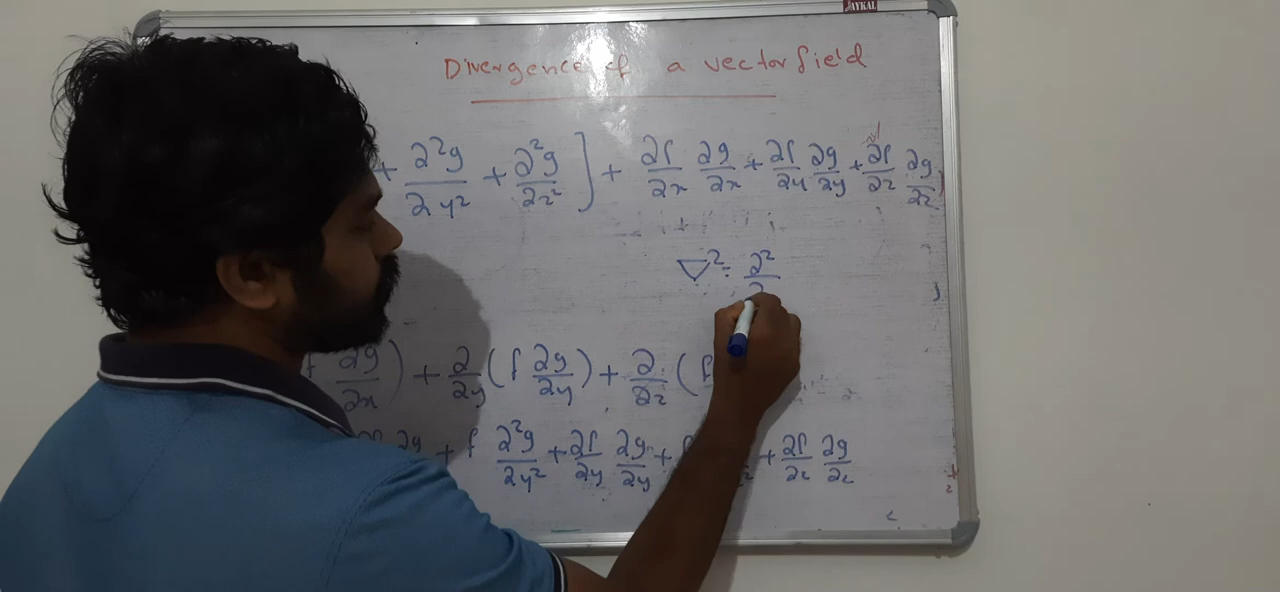 JAYKAL
Divergence of a vector field
+ ∂²g/∂y² + ∂²g/∂z² ] + ∂f/∂x ∂g/∂x + ∂f/∂y ∂g/∂y + ∂f/∂z ∂g/∂z
∇² = ∂²/∂
∂g/∂x ) + ∂/∂y ( f ∂g/∂y ) + ∂/∂z ( f
∂g + f ∂²g/∂y² + ∂f/∂y ∂g/∂y + + ∂f/∂z ∂g/∂z